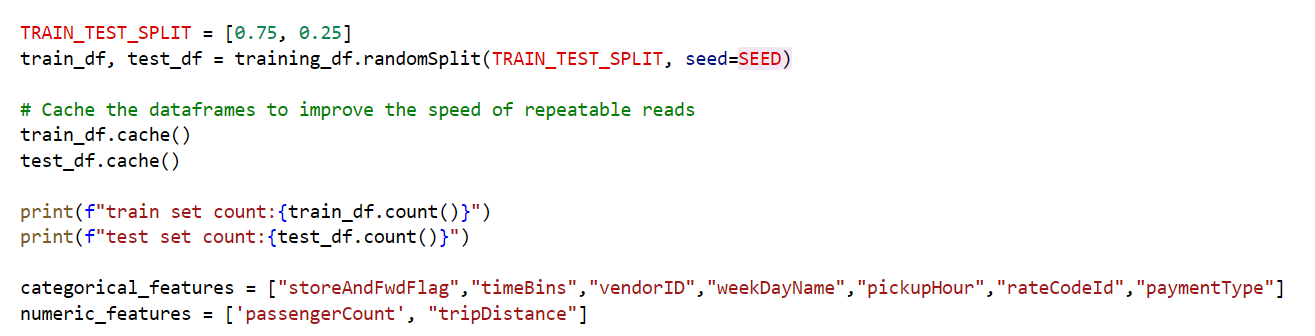 TRAIN_TEST_SPLIT = [0.75, 0.25]
train_df, test_df = training_df.randomSplit(TRAIN_TEST_SPLIT, seed=SEED)
# Cache the dataframes to improve the speed of repeatable reads
train_df.cache()
test_df.cache()
print(f"train set count:{train_df.count()}")
print(f"test set count:{test_df.count()}")
categorical_features = ["storeAndFwdFlag","timeBins","vendorID","weekDayName","pickupHour","rateCodeId","paymentType"]
numeric_features = ['passengerCount', "tripDistance"]